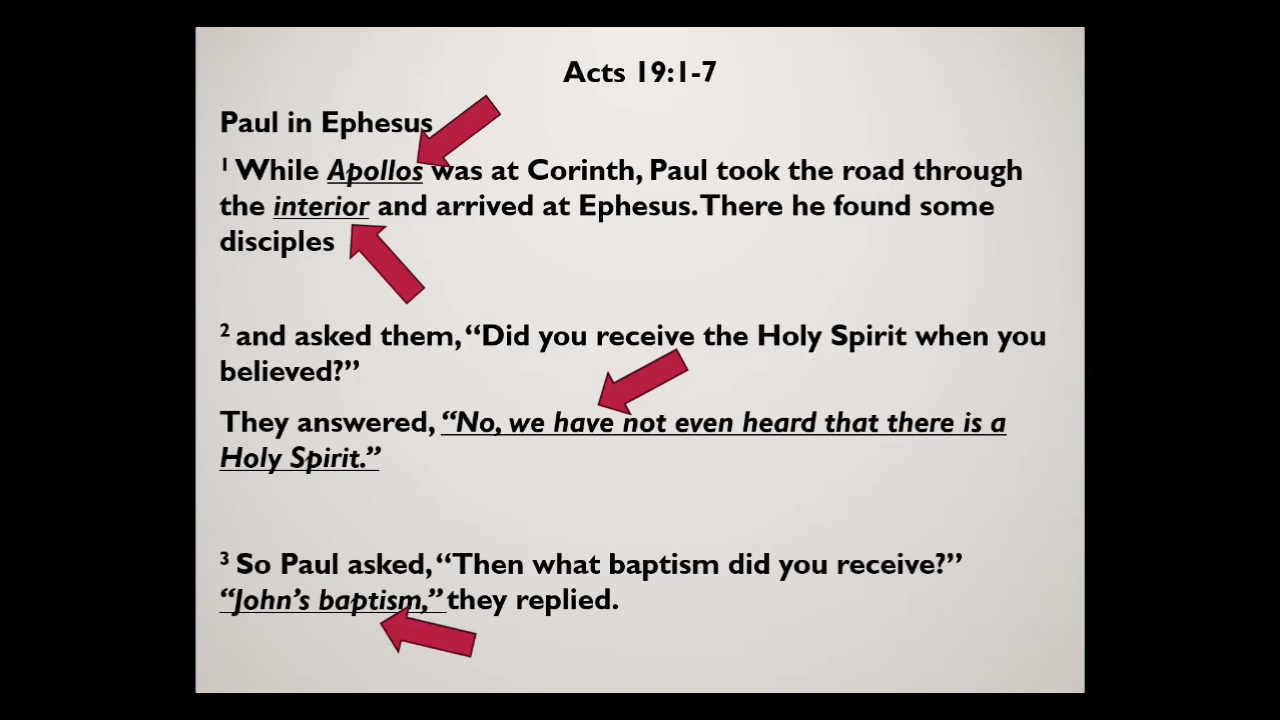 Acts 19:1-7
Paul in Ephesus
1 While Apollos was at Corinth, Paul took the road through
the interior and arrived at Ephesus. There he found some
disciples
2 and asked them, “Did you receive the Holy Spirit when you
believed?”
They answered, “No, we have not even heard that there is a
Holy Spirit.”
3 So Paul asked, “Then what baptism did you receive?”
“John’s baptism,” they replied.